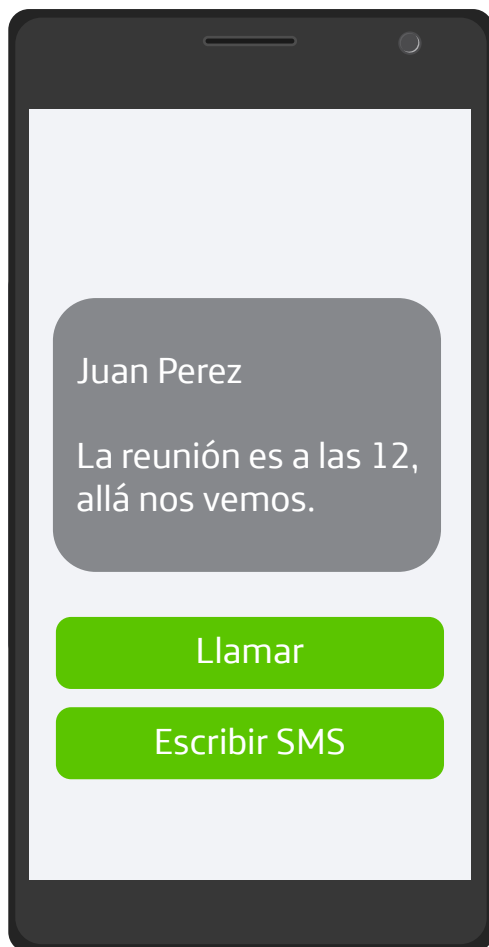 Juan Perez
La reunión es a las 12,
allá nos vemos.
Llamar
Escribir SMS